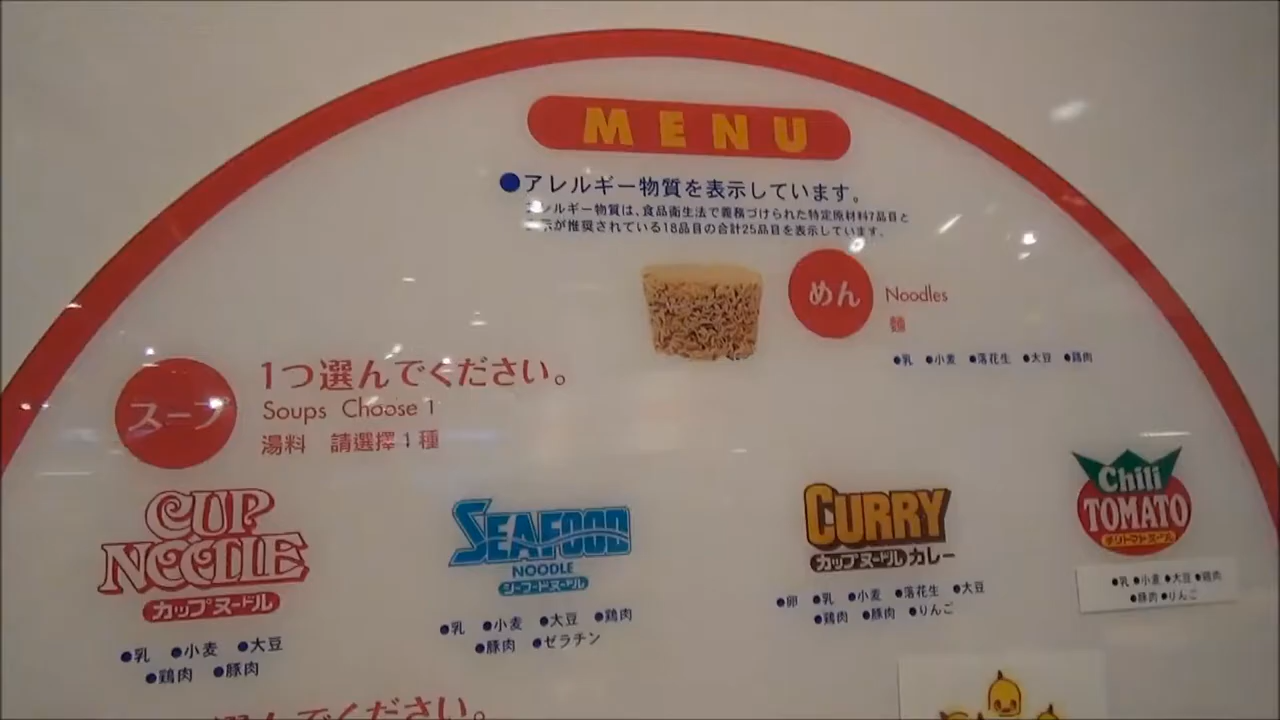 MENU
●アレルギー物質を表示しています。
アレルギー物質は、食品衛生法で義務づけられた特定原材料7品目と
表示が推奨されている18品目の合計25品目を表示しています。
めん
Noodles
麵
●乳 ●小麦 ●落花生 ●大豆 ●鶏肉
スープ
1つ選んでください。
Soups Choose 1
湯料 請選擇1種
CUP
NOODLE
カップヌードル
●乳 ●小麦 ●大豆
●鶏肉 ●豚肉
SEAFOOD
NOODLE
シーフードヌードル
●乳 ●小麦 ●大豆 ●鶏肉
●豚肉 ●ゼラチン
CURRY
カップヌードル カレー
●卵 ●乳 ●小麦 ●落花生 ●大豆
●鶏肉 ●豚肉 ●りんご
Chili
TOMATO
チリトマトヌードル
●乳 ●小麦 ●大豆 ●鶏肉
●豚肉 ●りんご
選んでください。